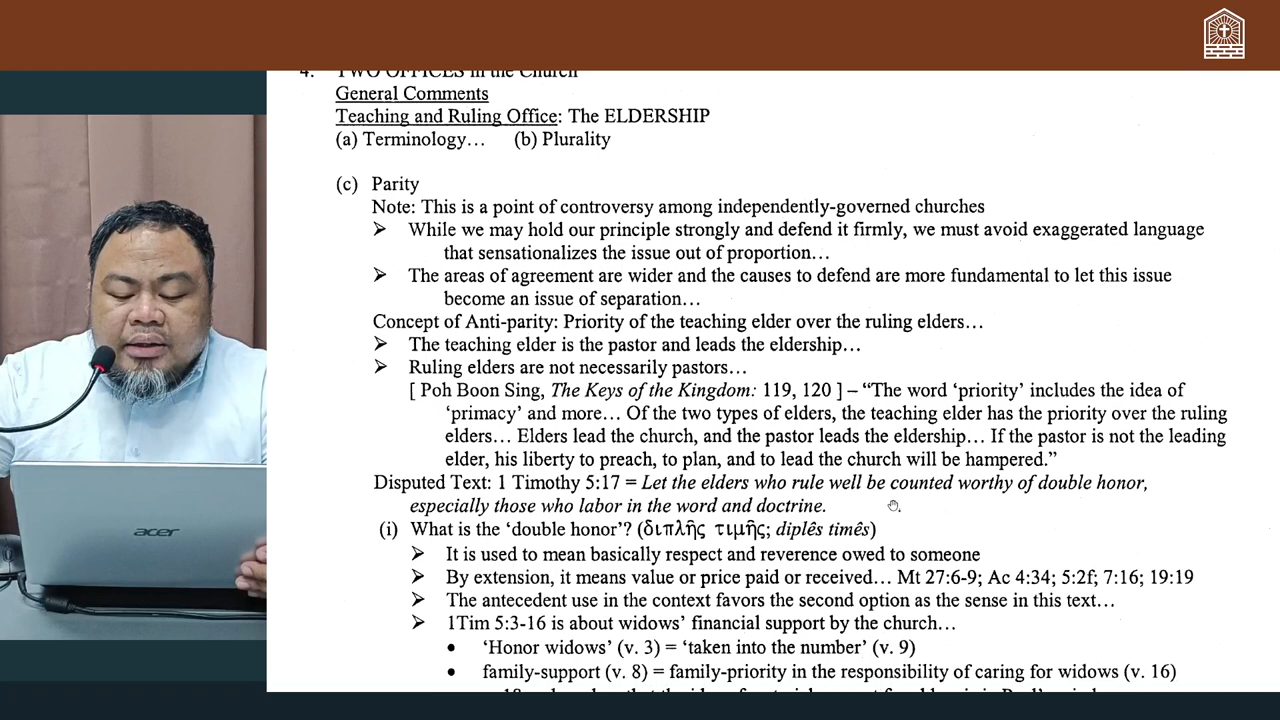 4. TWO OFFICES in the Church
General Comments
Teaching and Ruling Office: The ELDERSHIP
(a) Terminology… (b) Plurality
(c) Parity
Note: This is a point of controversy among independently-governed churches
➤ While we may hold our principle strongly and defend it firmly, we must avoid exaggerated language
that sensationalizes the issue out of proportion…
➤ The areas of agreement are wider and the causes to defend are more fundamental to let this issue
become an issue of separation…
Concept of Anti-parity: Priority of the teaching elder over the ruling elders…
➤ The teaching elder is the pastor and leads the eldership…
➤ Ruling elders are not necessarily pastors…
[ Poh Boon Sing, The Keys of the Kingdom: 119, 120 ] – “The word ‘priority’ includes the idea of
‘primacy’ and more… Of the two types of elders, the teaching elder has the priority over the ruling
elders… Elders lead the church, and the pastor leads the eldership… If the pastor is not the leading
elder, his liberty to preach, to plan, and to lead the church will be hampered.”
Disputed Text: 1 Timothy 5:17 = Let the elders who rule well be counted worthy of double honor,
especially those who labor in the word and doctrine.
(i) What is the ‘double honor’? (διπλῆς τιμῆς; diplês timês)
➤ It is used to mean basically respect and reverence owed to someone
➤ By extension, it means value or price paid or received… Mt 27:6-9; Ac 4:34; 5:2f; 7:16; 19:19
➤ The antecedent use in the context favors the second option as the sense in this text…
➤ 1Tim 5:3-16 is about widows’ financial support by the church…
• ‘Honor widows’ (v. 3) = ‘taken into the number’ (v. 9)
• family-support (v. 8) = family-priority in the responsibility of caring for widows (v. 16)
acer